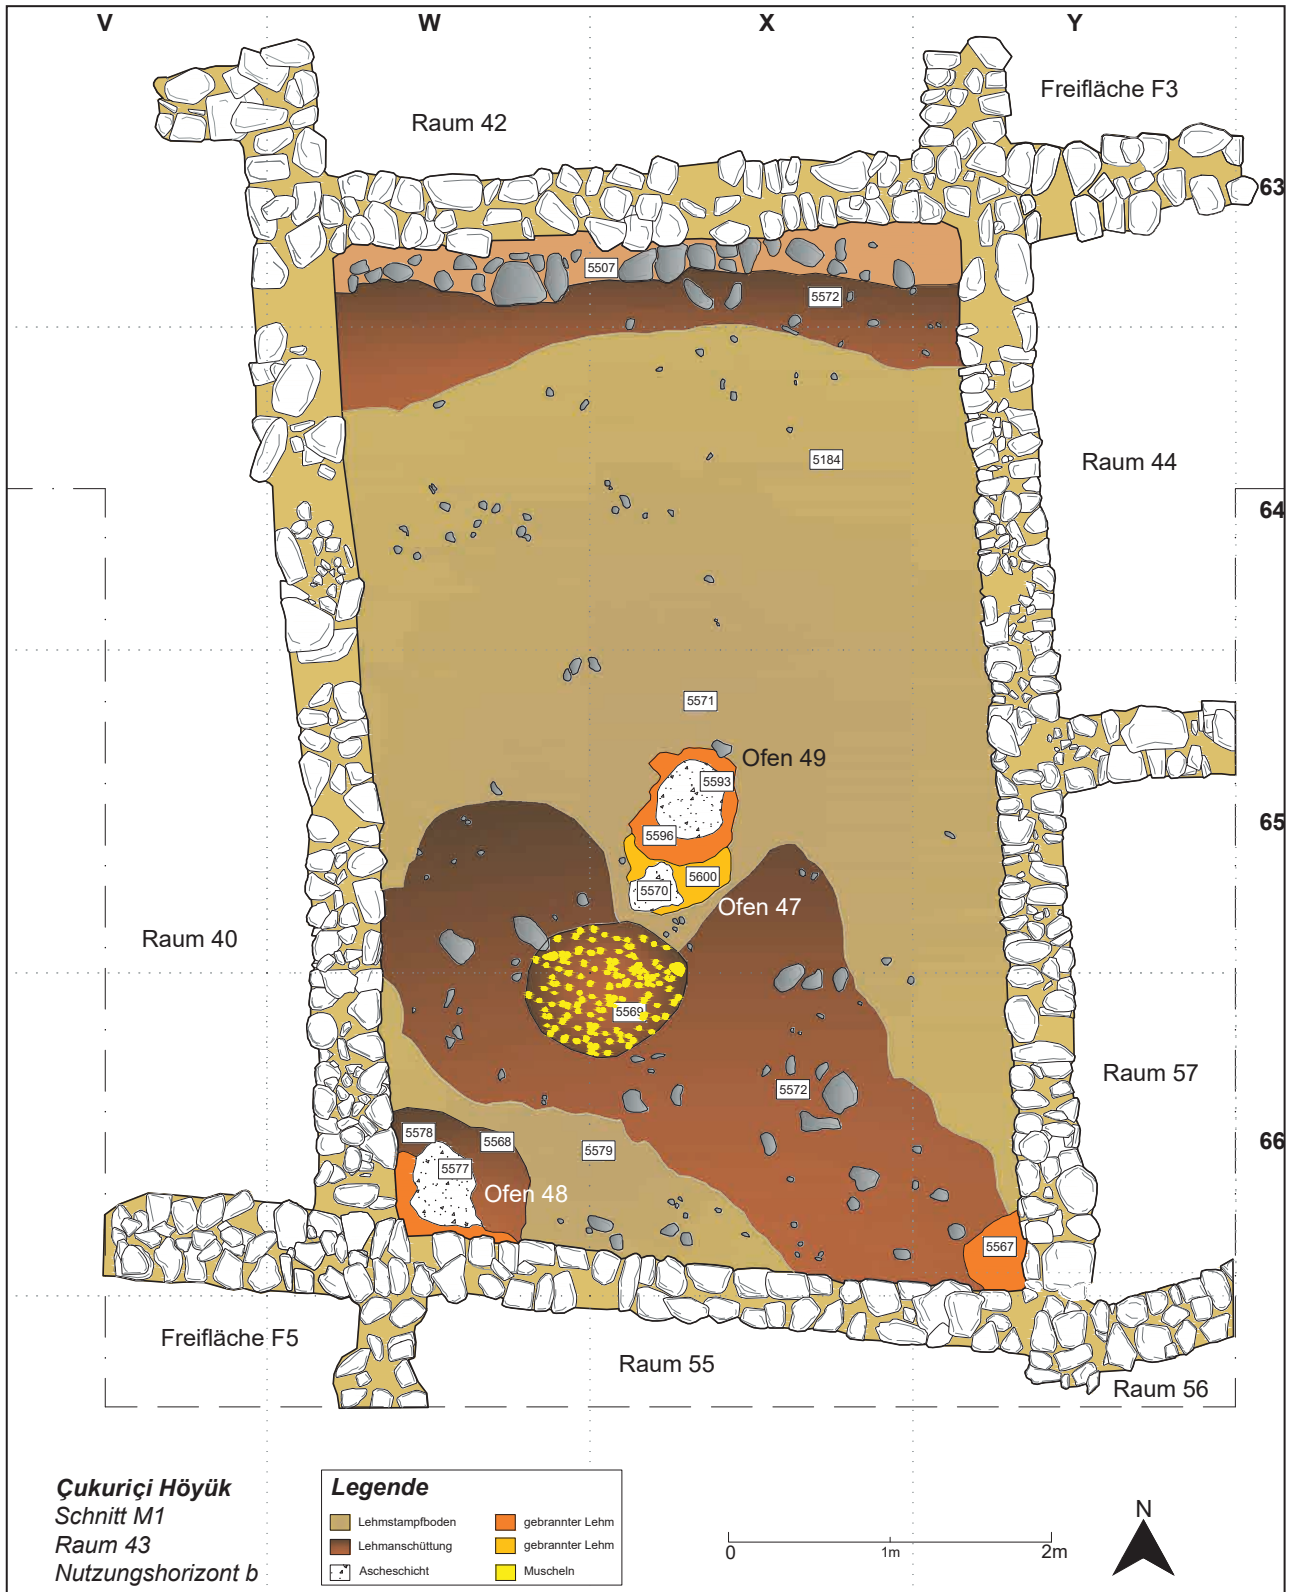 V W X Y
Freifläche F3
Raum 42
63
5507
5572
5184
Raum 44
64
5571
Ofen 49
5593
65
5596
5600
5570
Ofen 47
Raum 40
5569
Raum 57
5572
5578
5568
5579
66
5577
Ofen 48
5567
Freifläche F5
Raum 55
Raum 56
Çukuriçi Höyük
Schnitt M1
Raum 43
Nutzungshorizont b
Legende
Lehmstampfboden
Lehmanschüttung
Ascheschicht
gebrannter Lehm
gebrannter Lehm
Muscheln
0 1m 2m
N